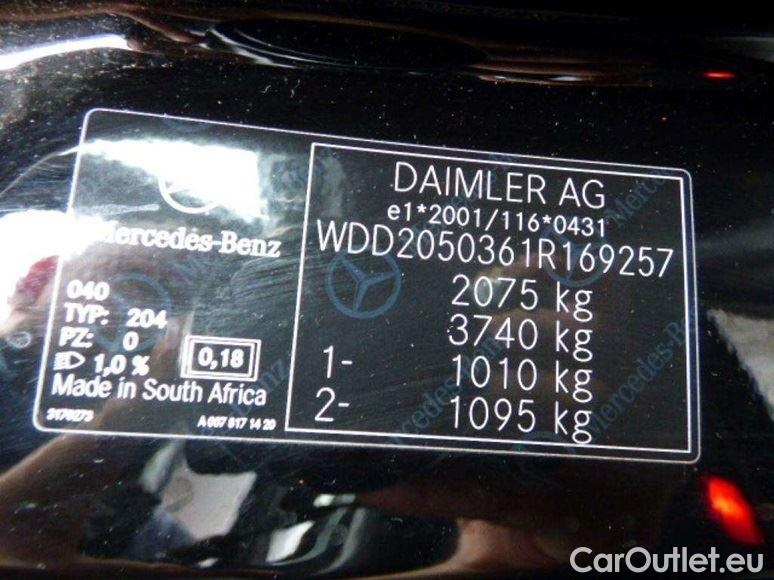 Mercedes-Benz
040
TYP: 204
PZ: 0
1,0 %
0,18
Made in South Africa
9170273
A 007 817 14 20
DAIMLER AG
e1*2001/116*0431
WDD2050361R169257
2075 kg
3740 kg
1- 1010 kg
2- 1095 kg
CarOutlet.eu